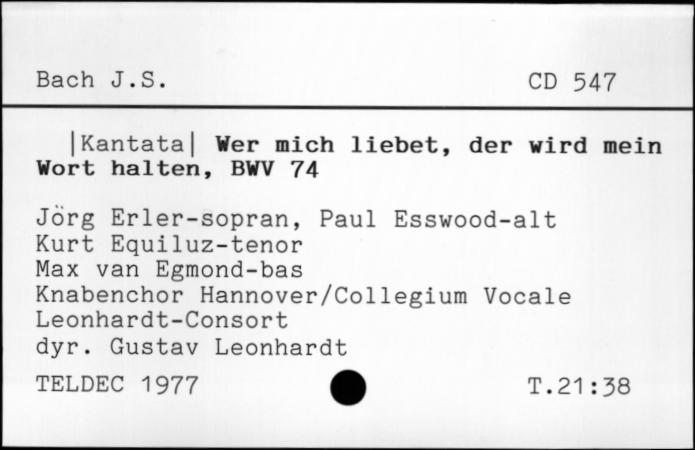 Bach J.S. CD 547
|Kantata| Wer mich liebet, der wird mein
Wort halten, BWV 74
Jörg Erler-sopran, Paul Esswood-alt
Kurt Equiluz-tenor
Max van Egmond-bas
Knabenchor Hannover/Collegium Vocale
Leonhardt-Consort
dyr. Gustav Leonhardt
TELDEC 1977 T.21:38